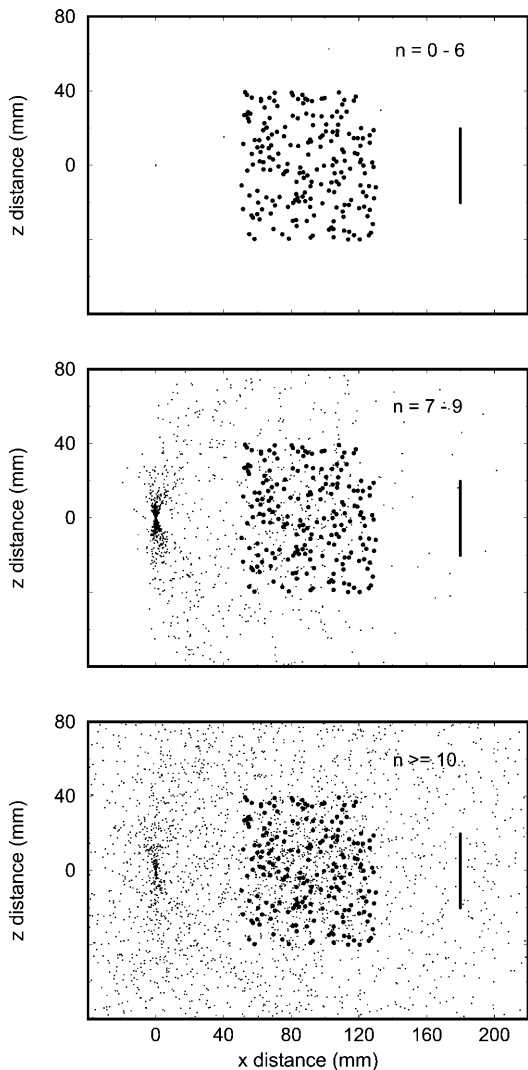 80
n = 0 - 6
40
z distance (mm)
0
80
n = 7 - 9
40
z distance (mm)
0
80
n >= 10
40
z distance (mm)
0
0 40 80 120 160 200
x distance (mm)